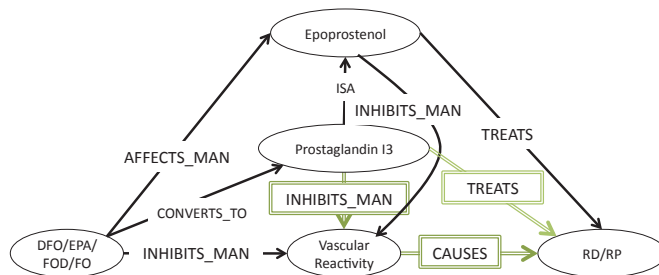 Epoprostenol
ISA
INHIBITS_MAN
TREATS
AFFECTS_MAN
Prostaglandin I3
TREATS
INHIBITS_MAN
CONVERTS_TO
DFO/EPA/
FOD/FO
INHIBITS_MAN
Vascular
Reactivity
CAUSES
RD/RP